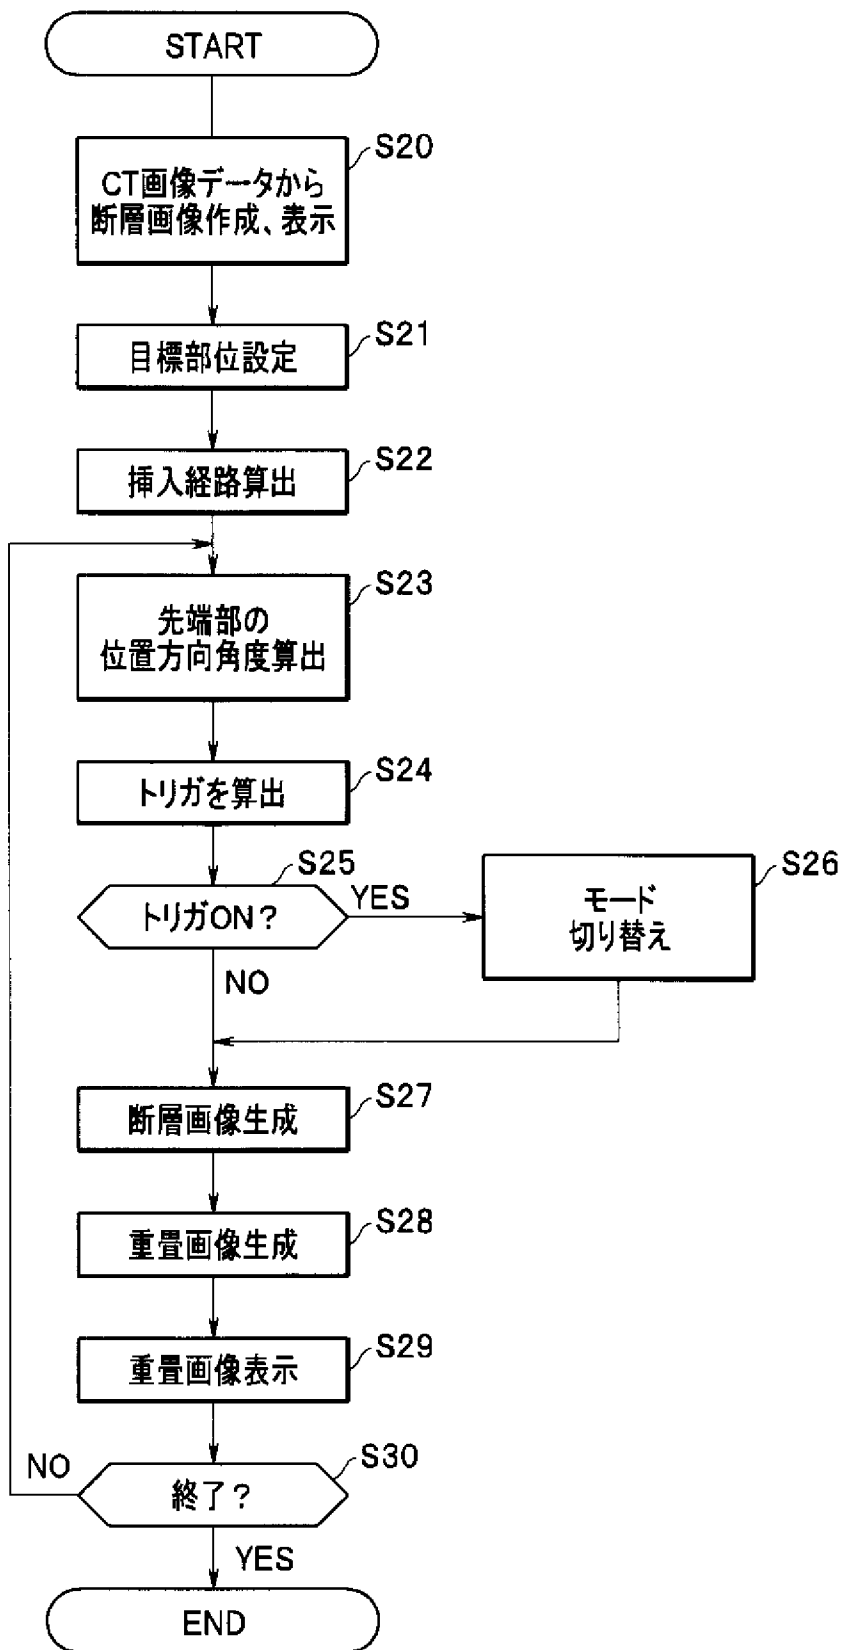 START
S20
CT画像データから
断層画像作成、表示
S21
目標部位設定
S22
挿入経路算出
S23
先端部の
位置方向角度算出
S24
トリガを算出
S25
トリガON?
YES
S26
モード
切り替え
NO
S27
断層画像生成
S28
重畳画像生成
S29
重畳画像表示
S30
NO
終了?
YES
END